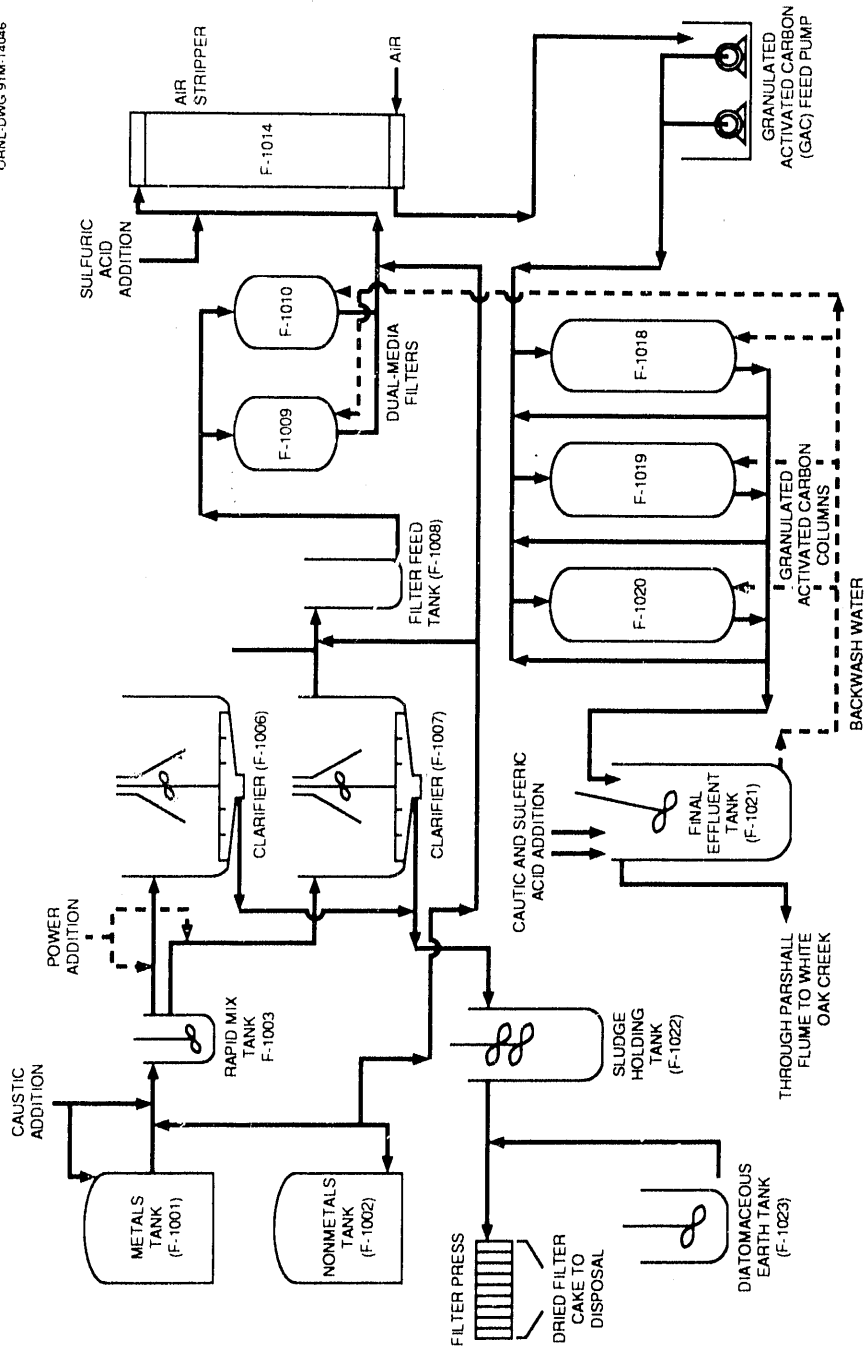 ORNL-DWG 91M-14046
CAUSTIC
ADDITION
METALS
TANK
(F-1001)
NONMETALS
TANK
(F-1002)
RAPID MIX
TANK
F-1003
POWER
ADDITION
CLARIFIER (F-1006)
CLARIFIER (F-1007)
FILTER FEED
TANK (F-1008)
F-1009
F-1010
DUAL-MEDIA
FILTERS
SULFURIC
ACID
ADDITION
F-1014
AIR
STRIPPER
AIR
FILTER PRESS
DRIED FILTER
CAKE TO
DISPOSAL
DIATOMACEOUS
EARTH TANK
(F-1023)
SLUDGE
HOLDING
TANK
(F-1022)
THROUGH PARSHALL
FLUME TO WHITE
OAK CREEK
CAUTIC AND SULFERIC
ACID ADDITION
FINAL
EFFLUENT
TANK
(F-1021)
BACKWASH WATER
F-1020
F-1019
F-1018
GRANULATED
ACTIVATED CARBON
COLUMNS
GRANULATED
ACTIVATED CARBON
(GAC) FEED PUMP